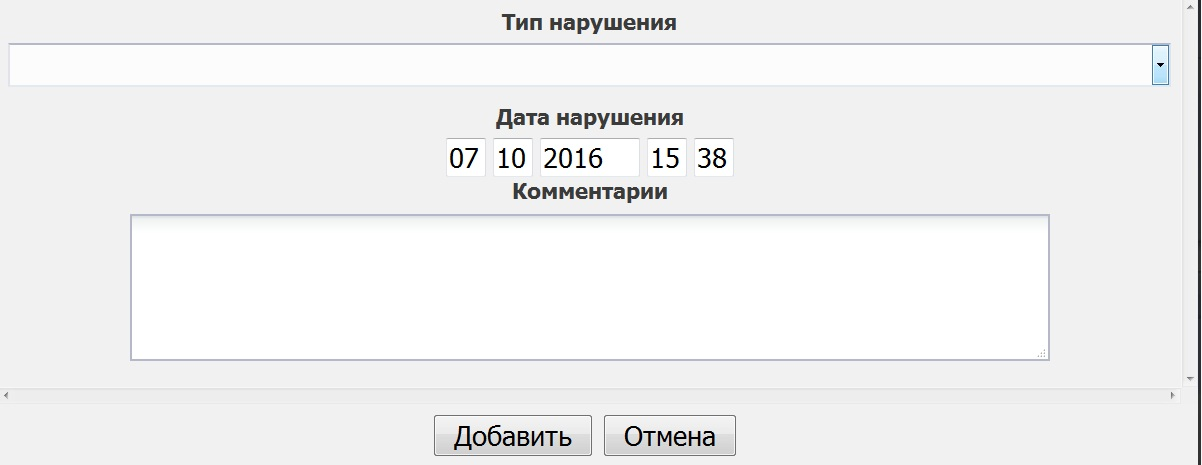 Тип нарушения
Дата нарушения
07 10 2016 15 38
Комментарии
Добавить Отмена